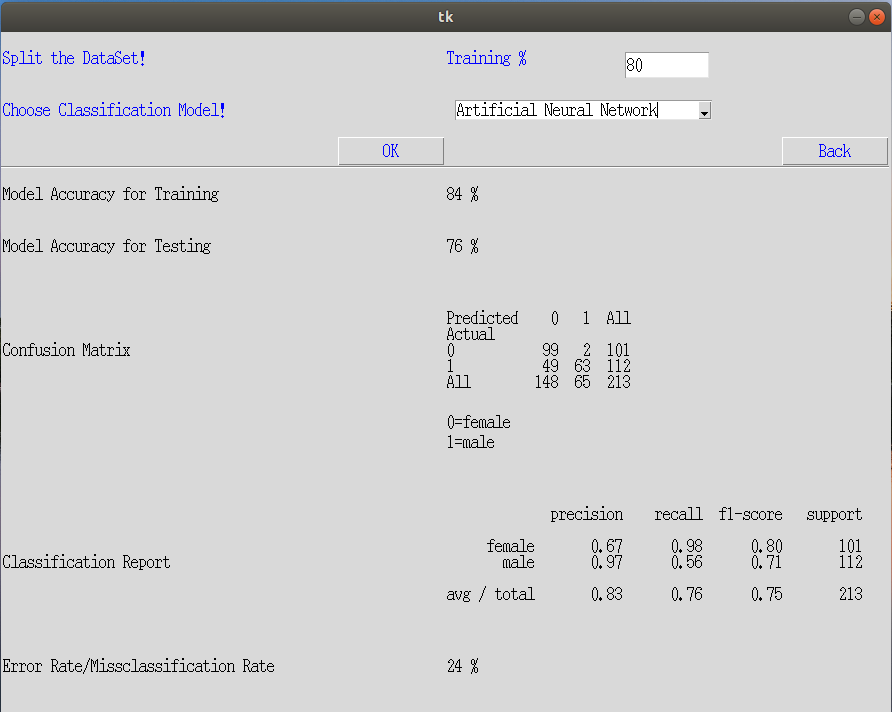 tk
Split the DataSet! Training % 80
Choose Classification Model! Artificial Neural Network
OK Back
Model Accuracy for Training 84 %
Model Accuracy for Testing 76 %
Predicted 0 1 All
Actual
Confusion Matrix 0 99 2 101
1 49 63 112
All 148 65 213
0=female
1=male
precision recall f1-score support
female 0.67 0.98 0.80 101
Classification Report male 0.97 0.56 0.71 112
avg / total 0.83 0.76 0.75 213
Error Rate/Missclassification Rate 24 %